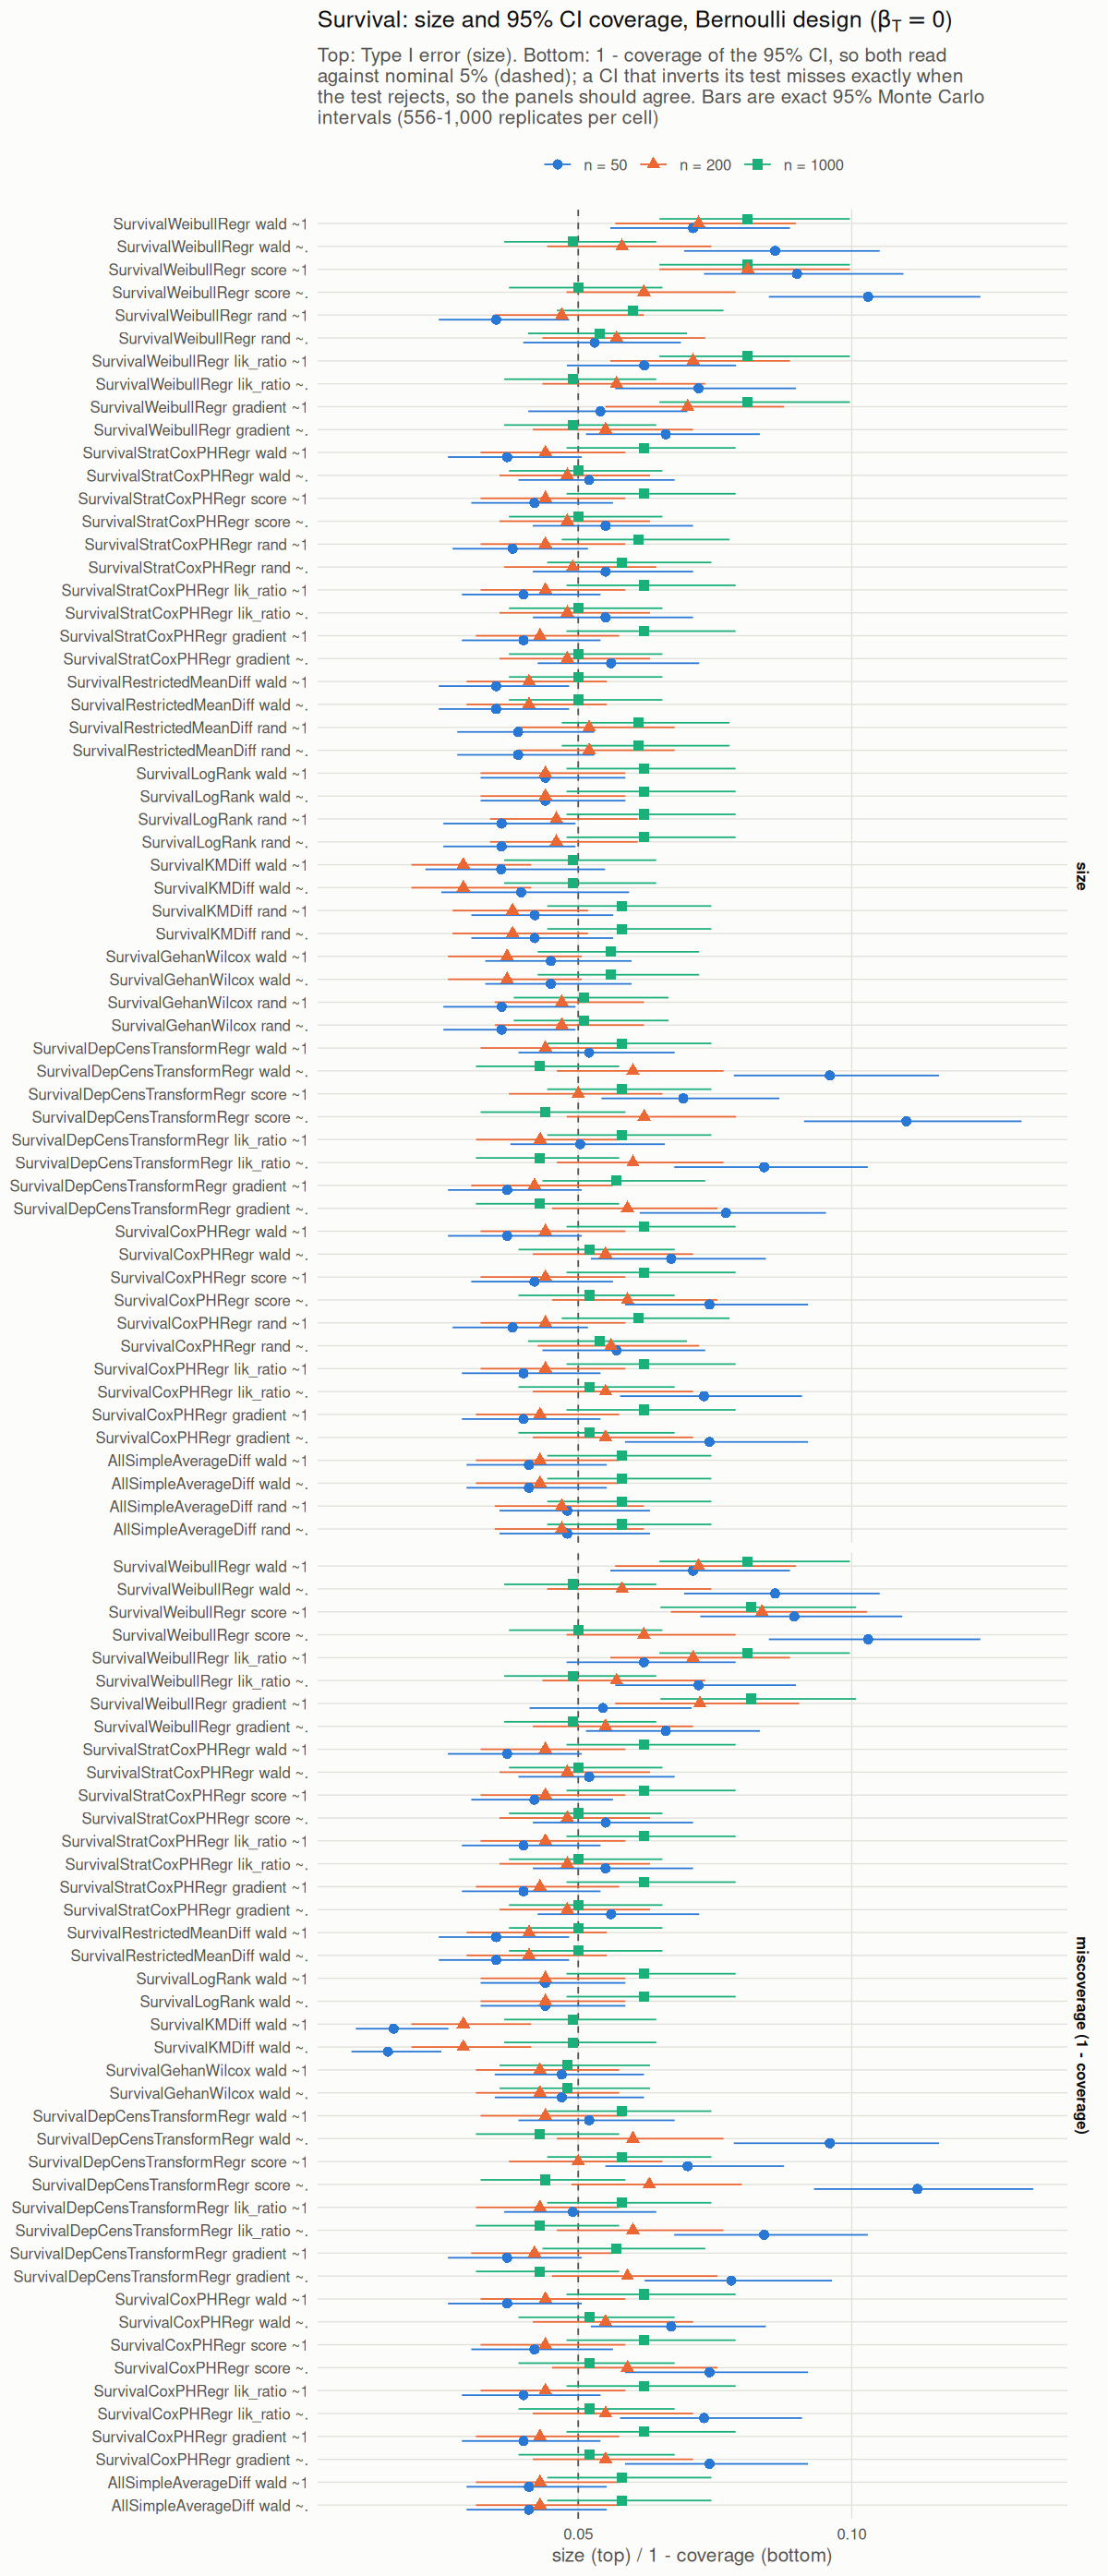 Survival: size and 95% CI coverage, Bernoulli design (βT = 0)
Top: Type I error (size). Bottom: 1 - coverage of the 95% CI, so both read
against nominal 5% (dashed); a CI that inverts its test misses exactly when
the test rejects, so the panels should agree. Bars are exact 95% Monte Carlo
intervals (556-1,000 replicates per cell)
n = 50 n = 200 n = 1000
SurvivalWeibullRegr wald ~1
SurvivalWeibullRegr wald ~.
SurvivalWeibullRegr score ~1
SurvivalWeibullRegr score ~.
SurvivalWeibullRegr rand ~1
SurvivalWeibullRegr rand ~.
SurvivalWeibullRegr lik_ratio ~1
SurvivalWeibullRegr lik_ratio ~.
SurvivalWeibullRegr gradient ~1
SurvivalWeibullRegr gradient ~.
SurvivalStratCoxPHRegr wald ~1
SurvivalStratCoxPHRegr wald ~.
SurvivalStratCoxPHRegr score ~1
SurvivalStratCoxPHRegr score ~.
SurvivalStratCoxPHRegr rand ~1
SurvivalStratCoxPHRegr rand ~.
SurvivalStratCoxPHRegr lik_ratio ~1
SurvivalStratCoxPHRegr lik_ratio ~.
SurvivalStratCoxPHRegr gradient ~1
SurvivalStratCoxPHRegr gradient ~.
SurvivalRestrictedMeanDiff wald ~1
SurvivalRestrictedMeanDiff wald ~.
SurvivalRestrictedMeanDiff rand ~1
SurvivalRestrictedMeanDiff rand ~.
SurvivalLogRank wald ~1
SurvivalLogRank wald ~.
SurvivalLogRank rand ~1
SurvivalLogRank rand ~.
SurvivalKMDiff wald ~1
SurvivalKMDiff wald ~.
SurvivalKMDiff rand ~1
SurvivalKMDiff rand ~.
SurvivalGehanWilcox wald ~1
SurvivalGehanWilcox wald ~.
SurvivalGehanWilcox rand ~1
SurvivalGehanWilcox rand ~.
SurvivalDepCensTransformRegr wald ~1
SurvivalDepCensTransformRegr wald ~.
SurvivalDepCensTransformRegr score ~1
SurvivalDepCensTransformRegr score ~.
SurvivalDepCensTransformRegr lik_ratio ~1
SurvivalDepCensTransformRegr lik_ratio ~.
SurvivalDepCensTransformRegr gradient ~1
SurvivalDepCensTransformRegr gradient ~.
SurvivalCoxPHRegr wald ~1
SurvivalCoxPHRegr wald ~.
SurvivalCoxPHRegr score ~1
SurvivalCoxPHRegr score ~.
SurvivalCoxPHRegr rand ~1
SurvivalCoxPHRegr rand ~.
SurvivalCoxPHRegr lik_ratio ~1
SurvivalCoxPHRegr lik_ratio ~.
SurvivalCoxPHRegr gradient ~1
SurvivalCoxPHRegr gradient ~.
AllSimpleAverageDiff wald ~1
AllSimpleAverageDiff wald ~.
AllSimpleAverageDiff rand ~1
AllSimpleAverageDiff rand ~.
size
SurvivalWeibullRegr wald ~1
SurvivalWeibullRegr wald ~.
SurvivalWeibullRegr score ~1
SurvivalWeibullRegr score ~.
SurvivalWeibullRegr lik_ratio ~1
SurvivalWeibullRegr lik_ratio ~.
SurvivalWeibullRegr gradient ~1
SurvivalWeibullRegr gradient ~.
SurvivalStratCoxPHRegr wald ~1
SurvivalStratCoxPHRegr wald ~.
SurvivalStratCoxPHRegr score ~1
SurvivalStratCoxPHRegr score ~.
SurvivalStratCoxPHRegr lik_ratio ~1
SurvivalStratCoxPHRegr lik_ratio ~.
SurvivalStratCoxPHRegr gradient ~1
SurvivalStratCoxPHRegr gradient ~.
SurvivalRestrictedMeanDiff wald ~1
SurvivalRestrictedMeanDiff wald ~.
SurvivalLogRank wald ~1
SurvivalLogRank wald ~.
SurvivalKMDiff wald ~1
SurvivalKMDiff wald ~.
SurvivalGehanWilcox wald ~1
SurvivalGehanWilcox wald ~.
SurvivalDepCensTransformRegr wald ~1
SurvivalDepCensTransformRegr wald ~.
SurvivalDepCensTransformRegr score ~1
SurvivalDepCensTransformRegr score ~.
SurvivalDepCensTransformRegr lik_ratio ~1
SurvivalDepCensTransformRegr lik_ratio ~.
SurvivalDepCensTransformRegr gradient ~1
SurvivalDepCensTransformRegr gradient ~.
SurvivalCoxPHRegr wald ~1
SurvivalCoxPHRegr wald ~.
SurvivalCoxPHRegr score ~1
SurvivalCoxPHRegr score ~.
SurvivalCoxPHRegr lik_ratio ~1
SurvivalCoxPHRegr lik_ratio ~.
SurvivalCoxPHRegr gradient ~1
SurvivalCoxPHRegr gradient ~.
AllSimpleAverageDiff wald ~1
AllSimpleAverageDiff wald ~.
miscoverage (1 - coverage)
0.05 0.10
size (top) / 1 - coverage (bottom)